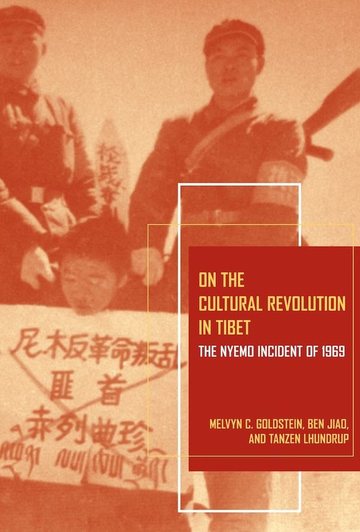 ON THE
CULTURAL REVOLUTION
IN TIBET
THE NYEMO INCIDENT OF 1969
MELVYN C. GOLDSTEIN, BEN JIAO,
AND TANZEN LHUNDRUP
尼木反革命叛乱
匪首
赤列曲珍